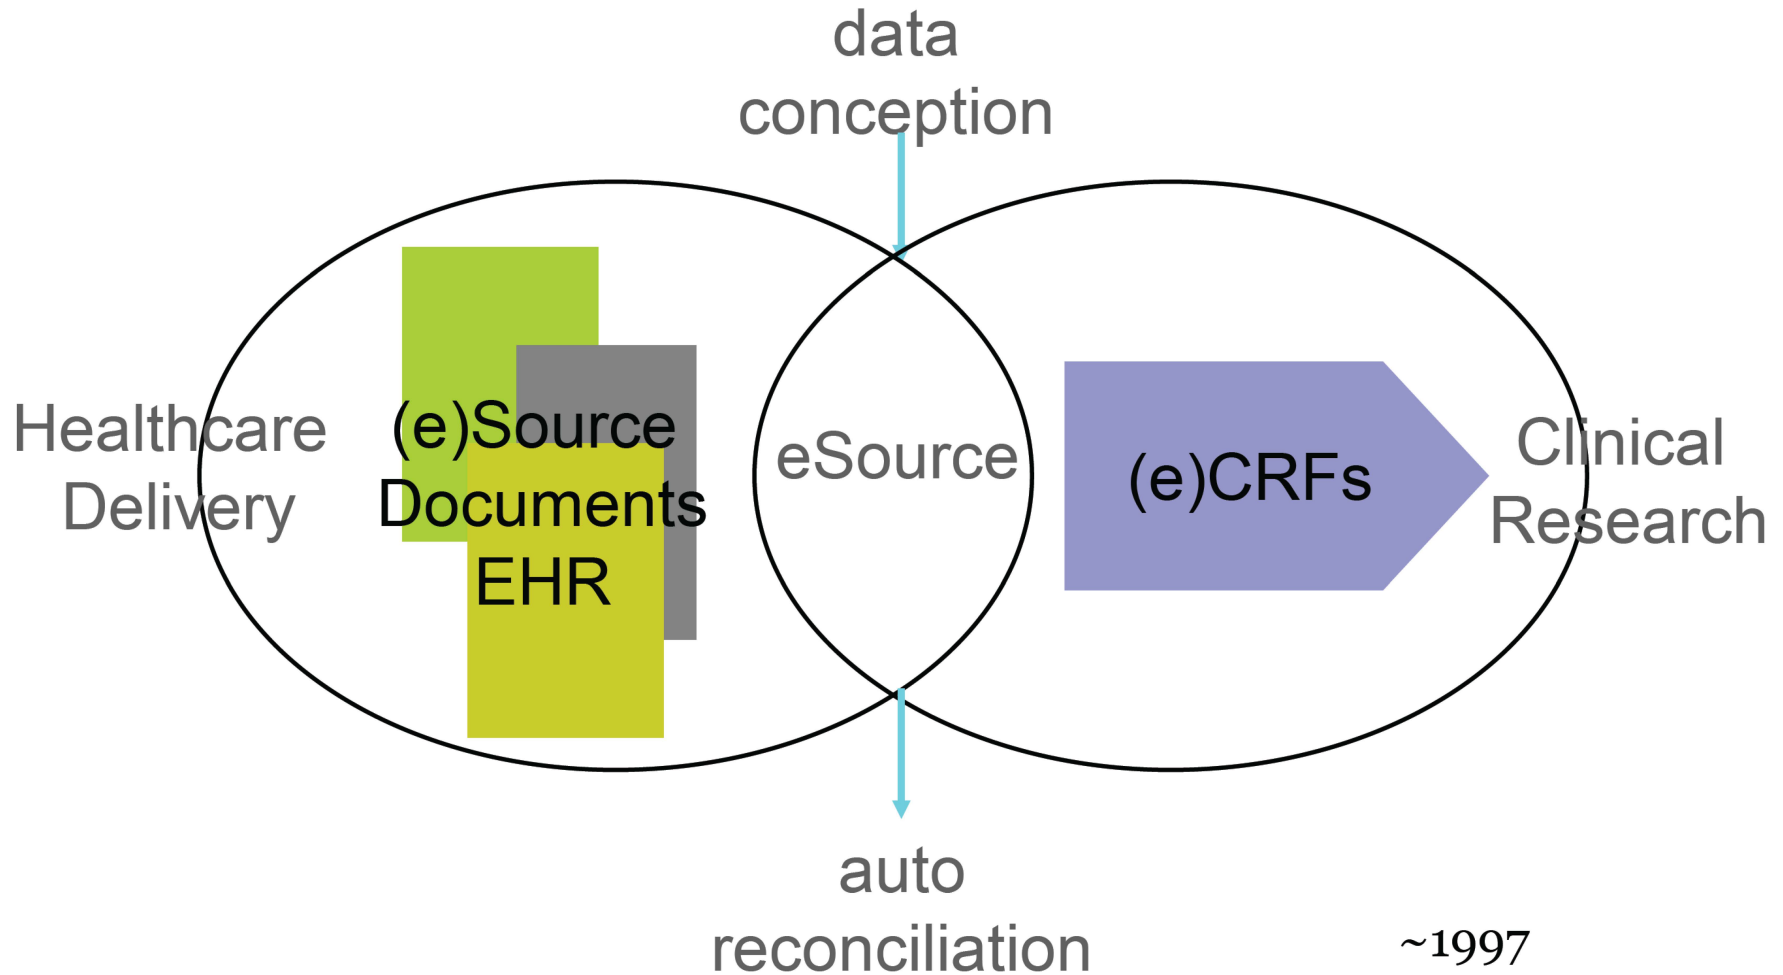 data
conception
Healthcare
Delivery
(e)Source
Documents
EHR
eSource
(e)CRFs
Clinical
Research
auto
reconciliation
~1997